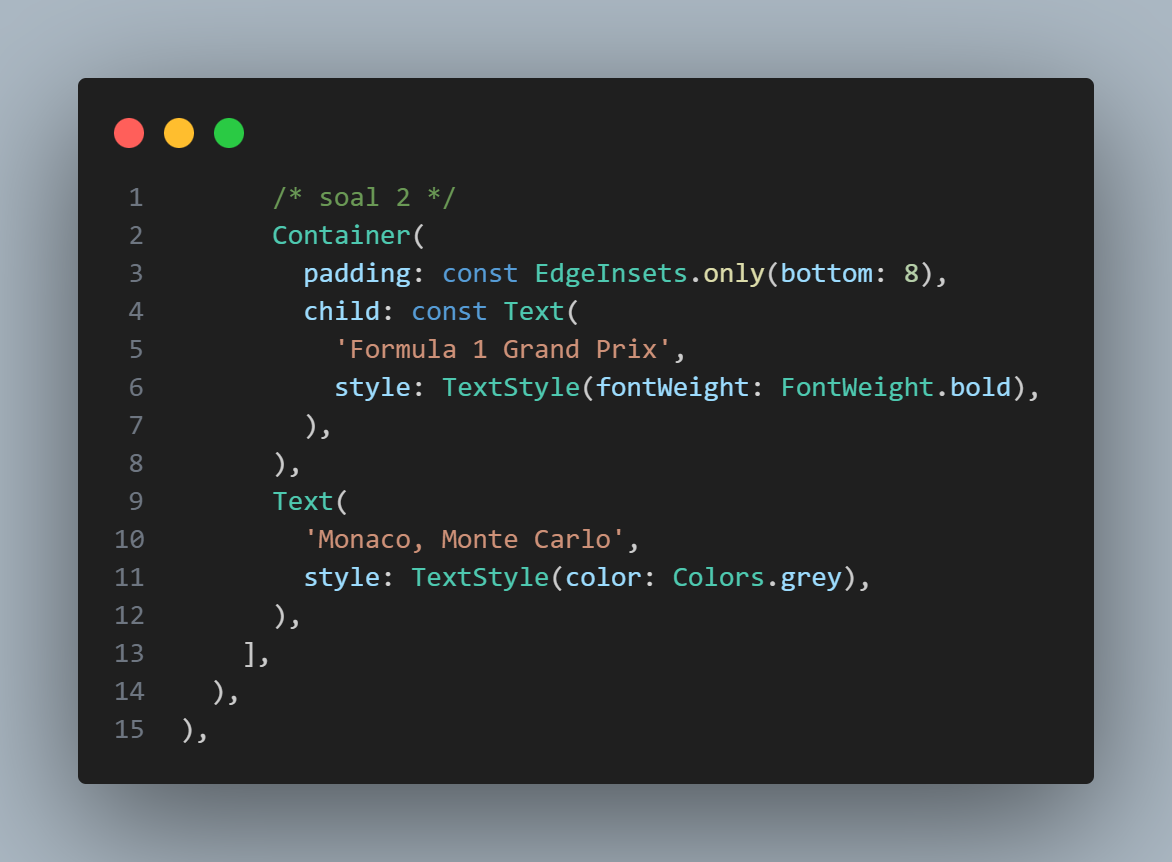 1 /* soal 2 */
2 Container(
3 padding: const EdgeInsets.only(bottom: 8),
4 child: const Text(
5 'Formula 1 Grand Prix',
6 style: TextStyle(fontWeight: FontWeight.bold),
7 ),
8 ),
9 Text(
10 'Monaco, Monte Carlo',
11 style: TextStyle(color: Colors.grey),
12 ),
13 ],
14 ),
15 ),